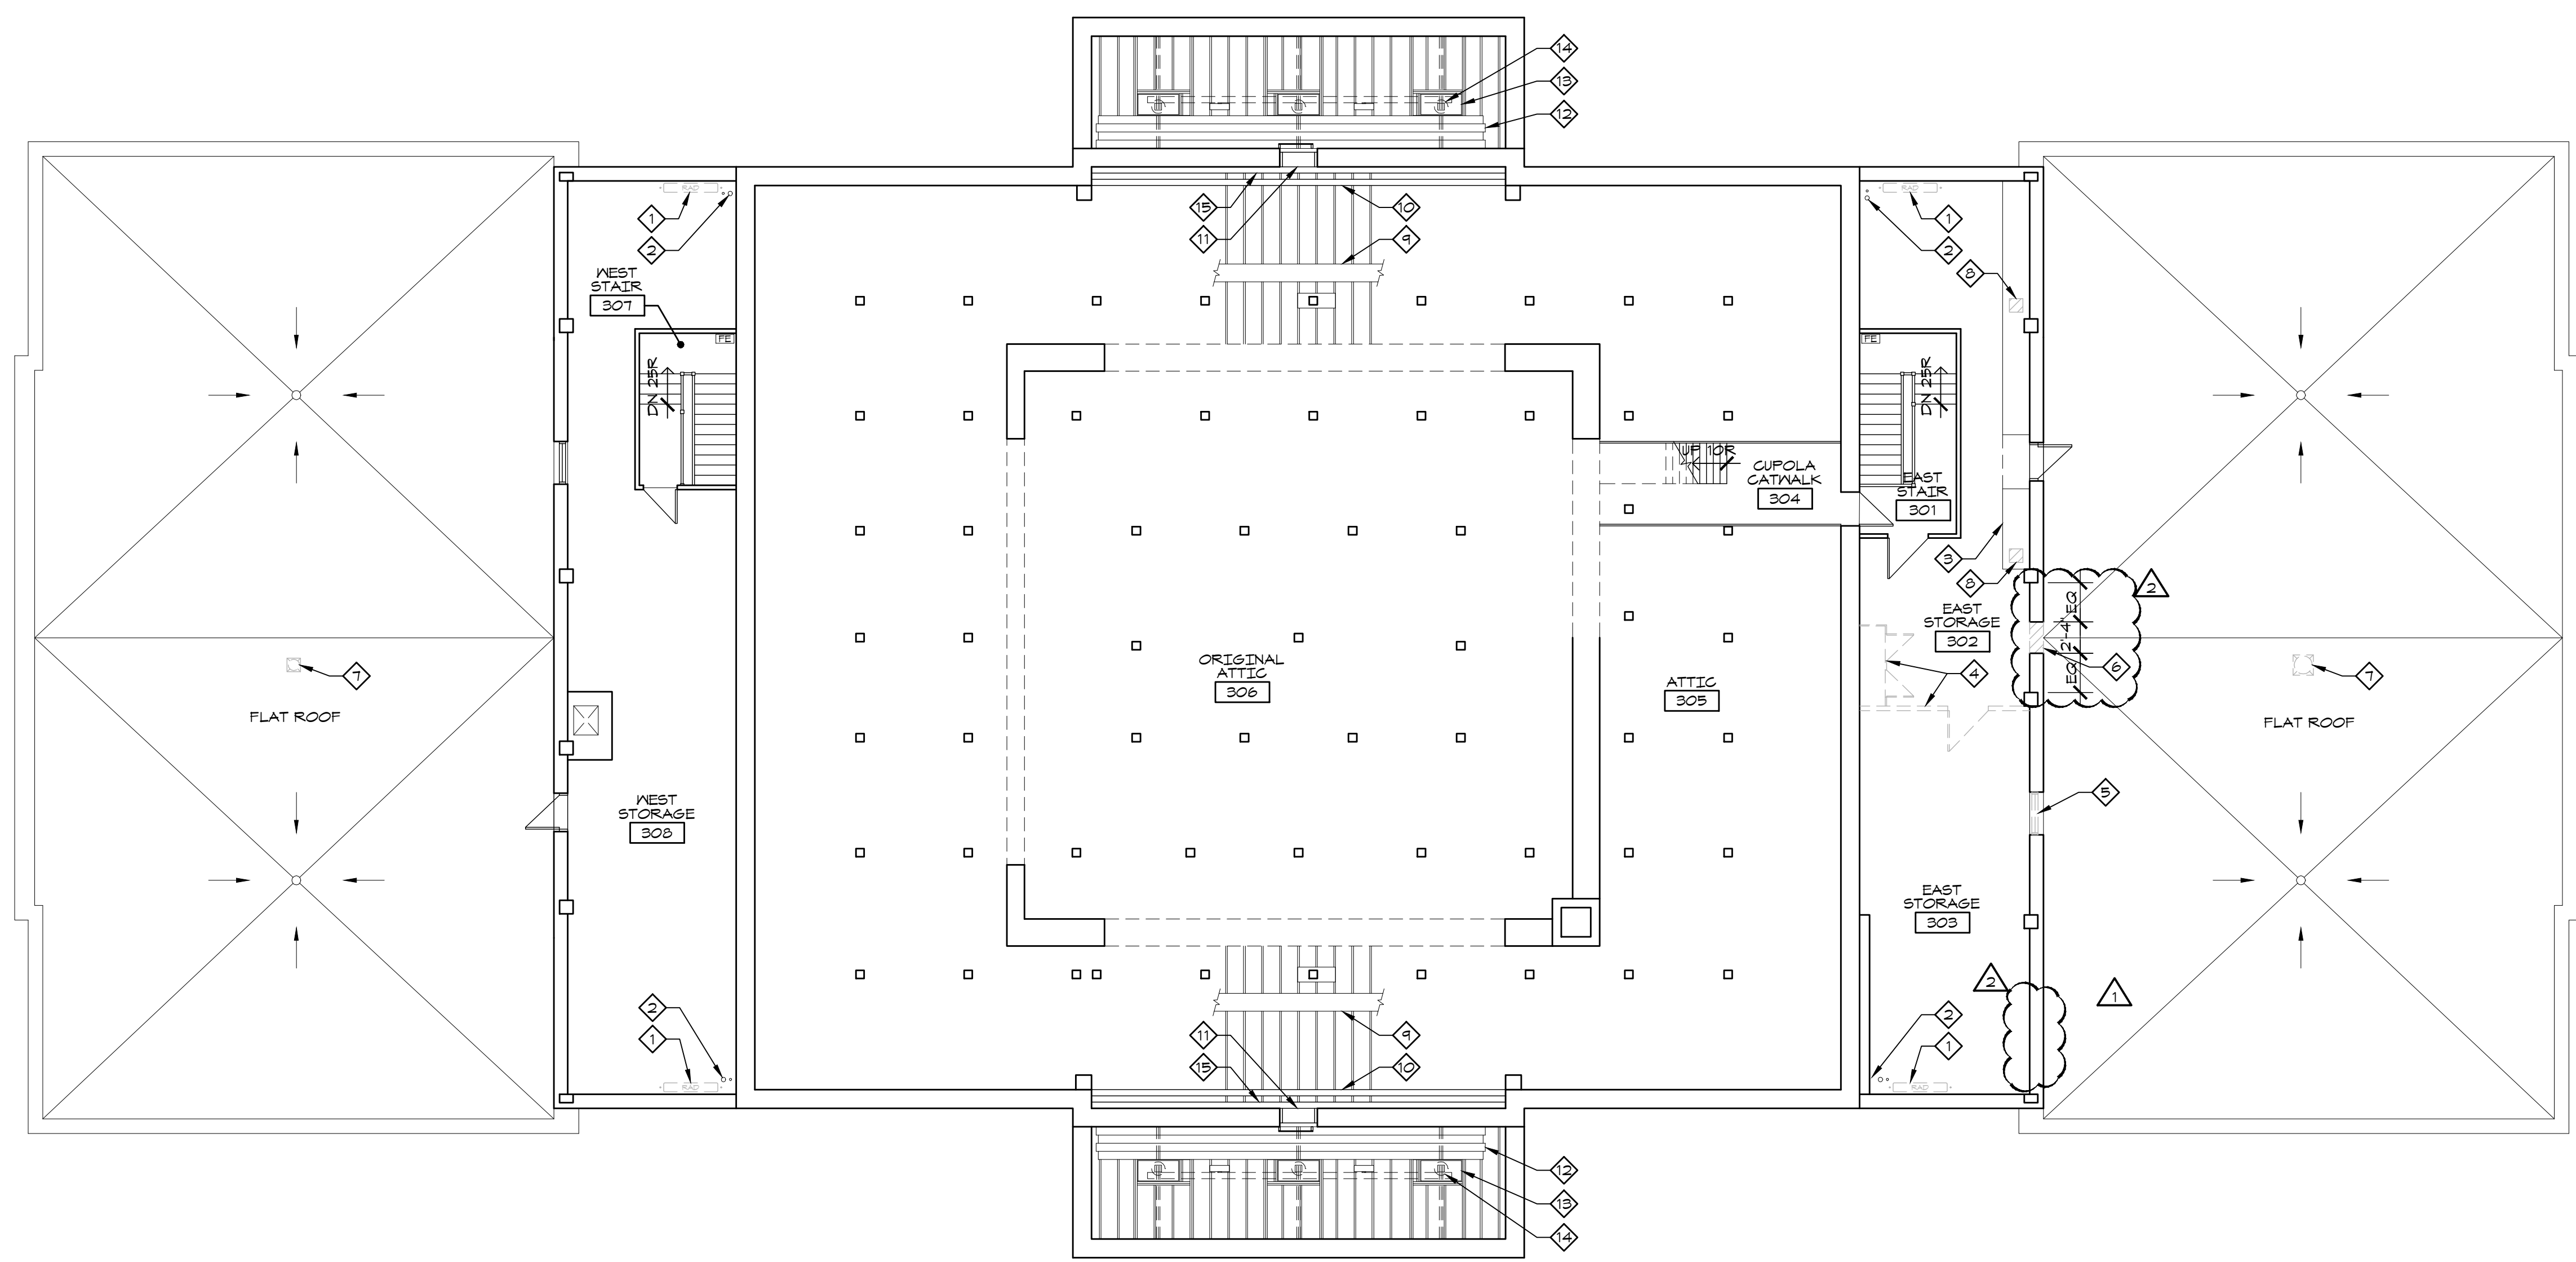 14
13
12
RAD
RAD
1
15
10
1
2
11
9
2
WEST
STAIR
307
8
FE
FE
DN 25R
DN 25R
UP 10R
CUPOLA
CATWALK
304
EAST
STAIR
301
3
8
2
EAST
STORAGE
302
EQ
2'-4"
EQ
6
ORIGINAL
ATTIC
306
ATTIC
305
4
7
7
FLAT ROOF
FLAT ROOF
5
WEST
STORAGE
308
EAST
STORAGE
303
2
1
2
11
9
2
1
15
10
1
RAD
RAD
12
13
14